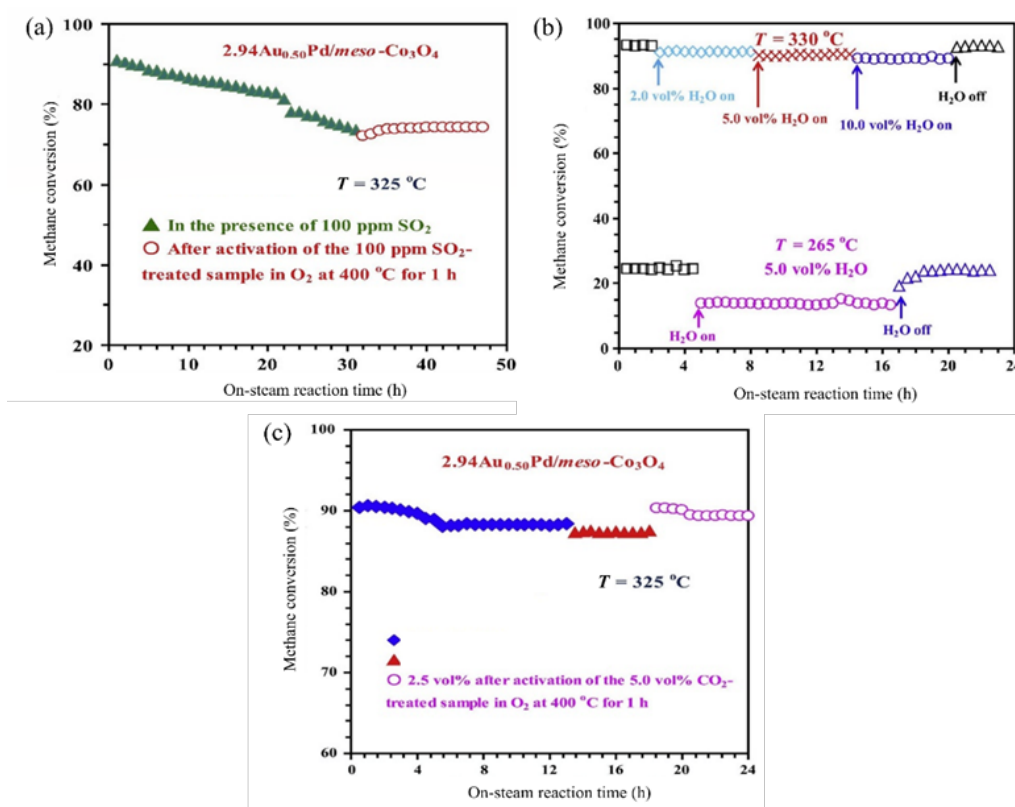 (a)
100
80
60
40
20
0
10
20
30
40
50
Methane conversion (%)
On-steam reaction time (h)
2.94Au0.50Pd/meso-Co3O4
T = 325 °C
In the presence of 100 ppm SO2
After activation of the 100 ppm SO2-
treated sample in O2 at 400 °C for 1 h
(b)
100
80
60
40
20
0
0
4
8
12
16
20
24
Methane conversion (%)
On-steam reaction time (h)
T = 330 °C
2.0 vol% H2O on
5.0 vol% H2O on
10.0 vol% H2O on
H2O off
T = 265 °C
5.0 vol% H2O
H2O on
H2O off
(c)
100
90
80
70
60
0
4
8
12
16
20
24
Methane conversion (%)
On-steam reaction time (h)
2.94Au0.50Pd/meso-Co3O4
T = 325 °C
2.5 vol% after activation of the 5.0 vol% CO2-
treated sample in O2 at 400 °C for 1 h